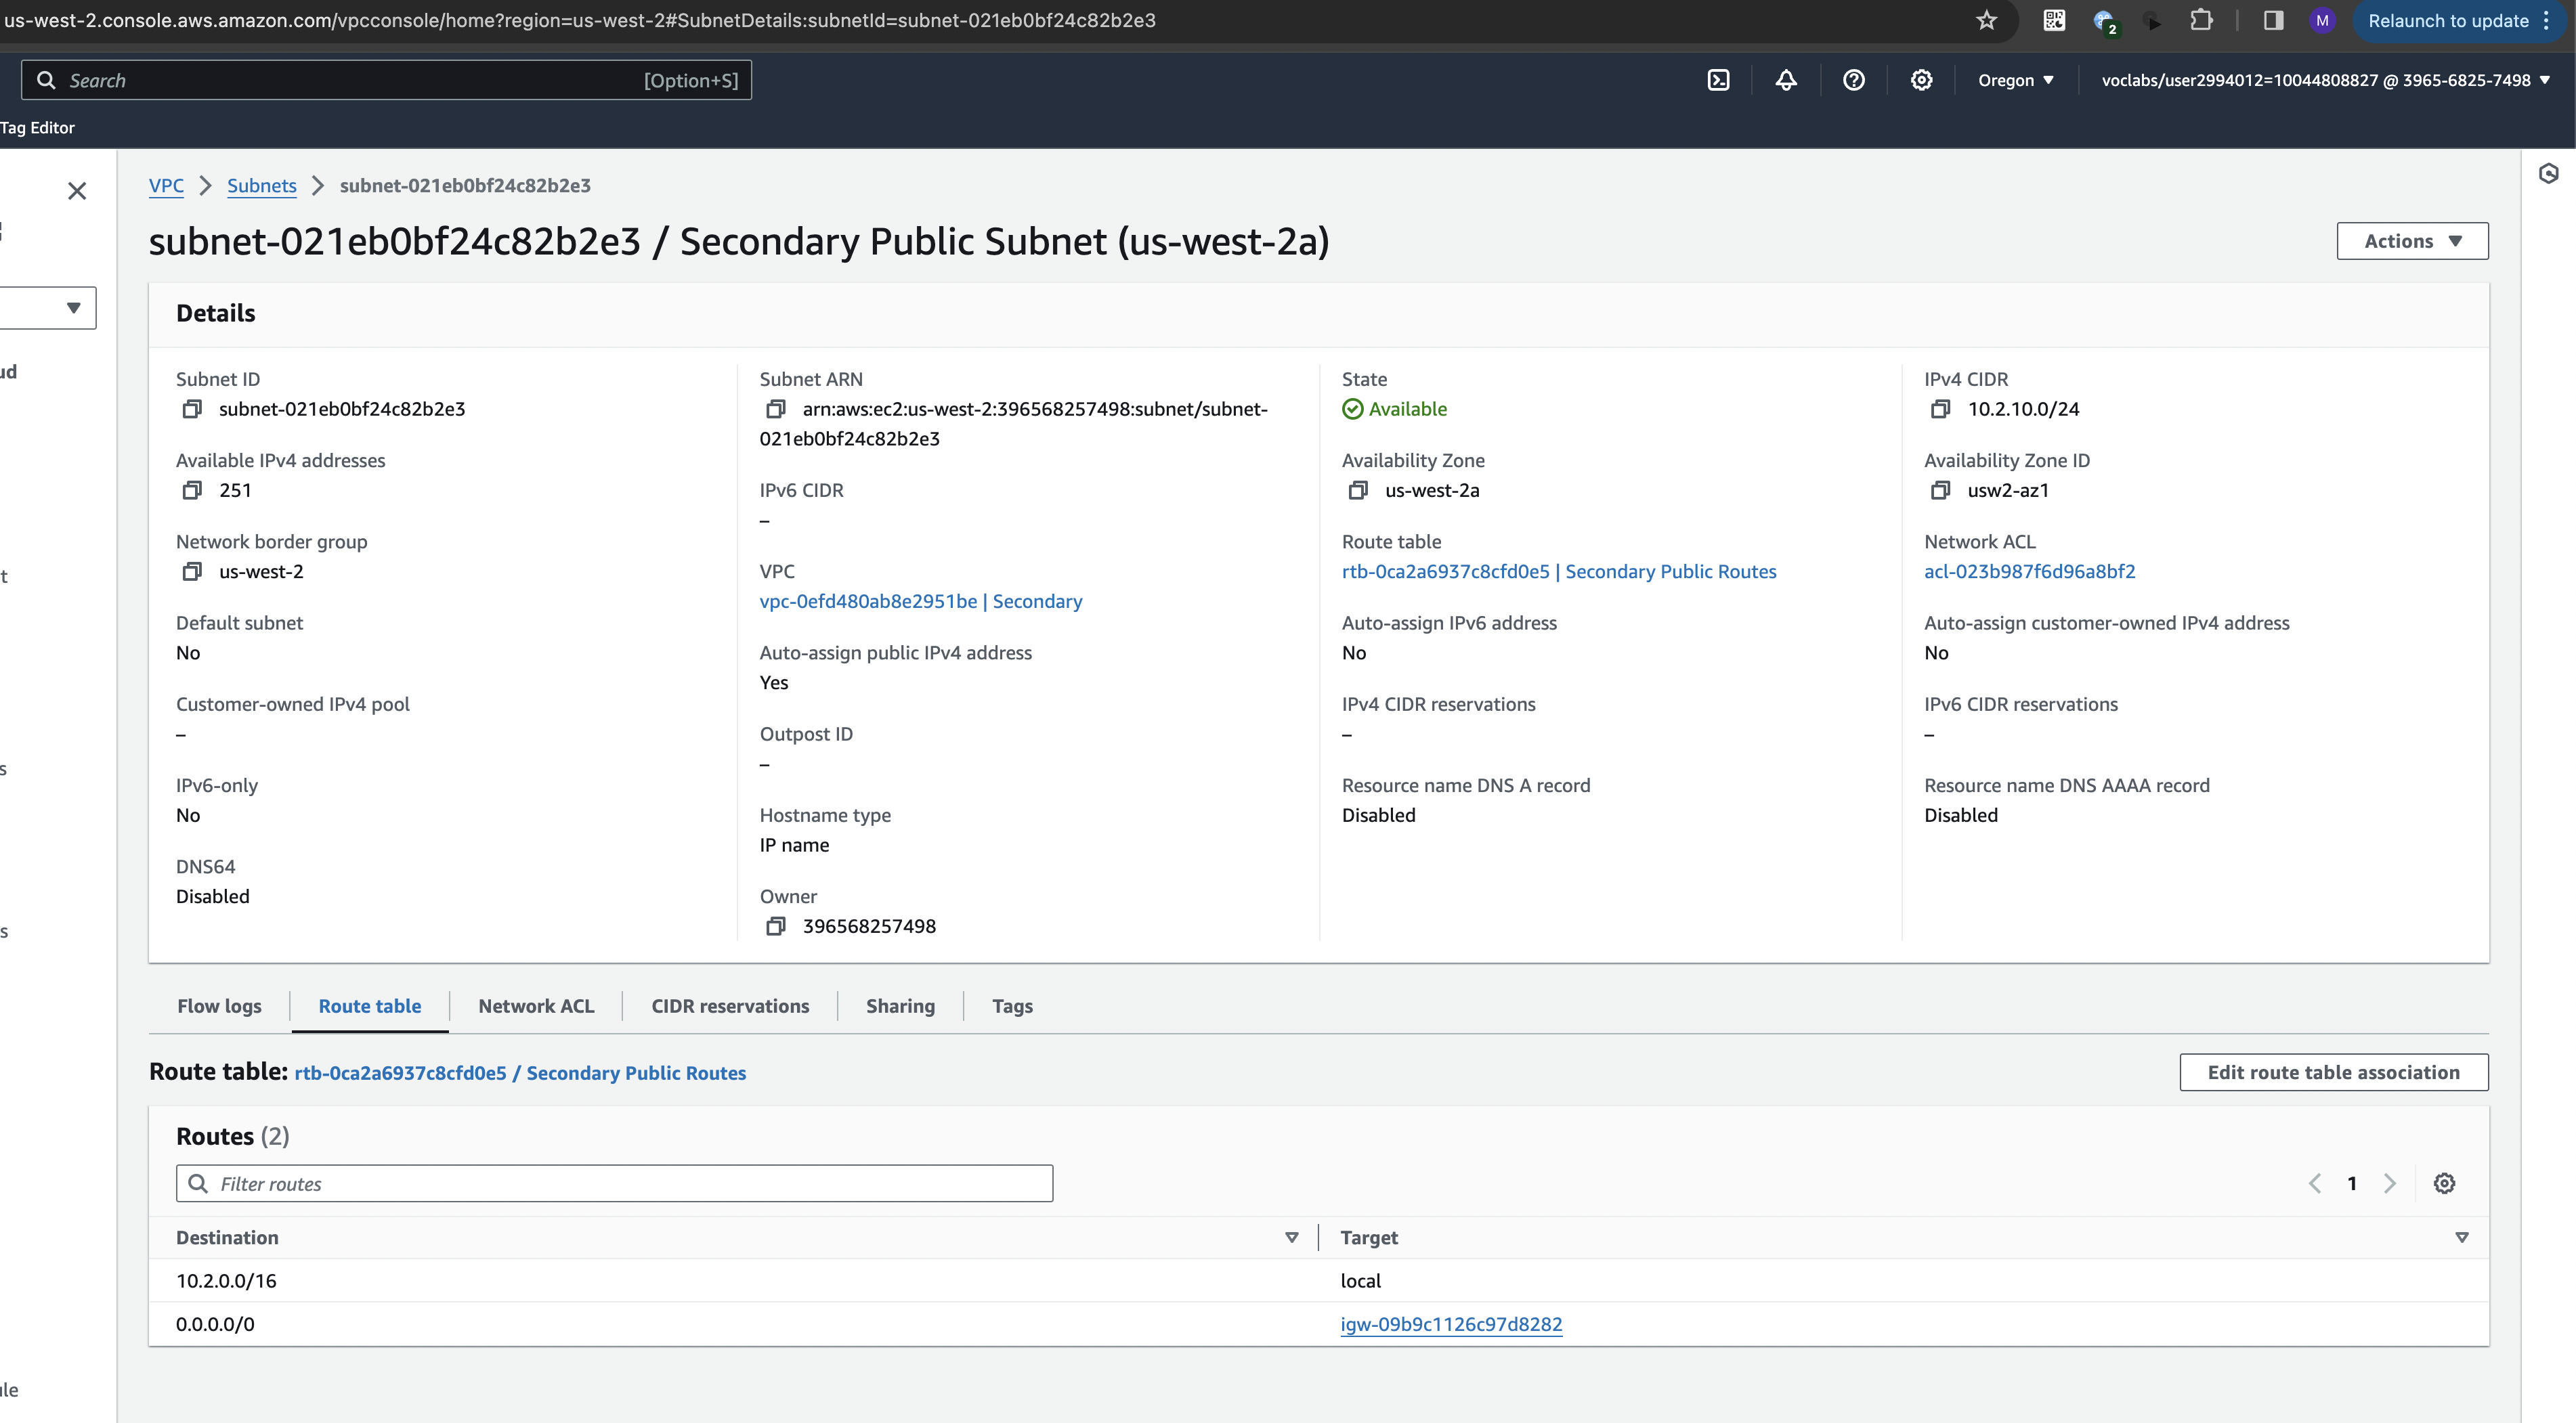 us-west-2.console.aws.amazon.com/vpcconsole/home?region=us-west-2#SubnetDetails:subnetId=subnet-021eb0bf24c82b2e3
2
M
Relaunch to update
Search
[Option+S]
Oregon
voclabs/user2994012=10044808827 @ 3965-6825-7498
Tag Editor
VPC > Subnets > subnet-021eb0bf24c82b2e3
subnet-021eb0bf24c82b2e3 / Secondary Public Subnet (us-west-2a)
Actions
Details
Subnet ID
subnet-021eb0bf24c82b2e3
Available IPv4 addresses
251
Network border group
us-west-2
Default subnet
No
Customer-owned IPv4 pool
–
IPv6-only
No
DNS64
Disabled
Subnet ARN
arn:aws:ec2:us-west-2:396568257498:subnet/subnet-
021eb0bf24c82b2e3
IPv6 CIDR
–
VPC
vpc-0efd480ab8e2951be | Secondary
Auto-assign public IPv4 address
Yes
Outpost ID
–
Hostname type
IP name
Owner
396568257498
State
Available
Availability Zone
us-west-2a
Route table
rtb-0ca2a6937c8cfd0e5 | Secondary Public Routes
Auto-assign IPv6 address
No
IPv4 CIDR reservations
–
Resource name DNS A record
Disabled
IPv4 CIDR
10.2.10.0/24
Availability Zone ID
usw2-az1
Network ACL
acl-023b987f6d96a8bf2
Auto-assign customer-owned IPv4 address
No
IPv6 CIDR reservations
–
Resource name DNS AAAA record
Disabled
Flow logs
Route table
Network ACL
CIDR reservations
Sharing
Tags
Route table: rtb-0ca2a6937c8cfd0e5 / Secondary Public Routes
Edit route table association
Routes (2)
Filter routes
1
Destination
Target
10.2.0.0/16
local
0.0.0.0/0
igw-09b9c1126c97d8282